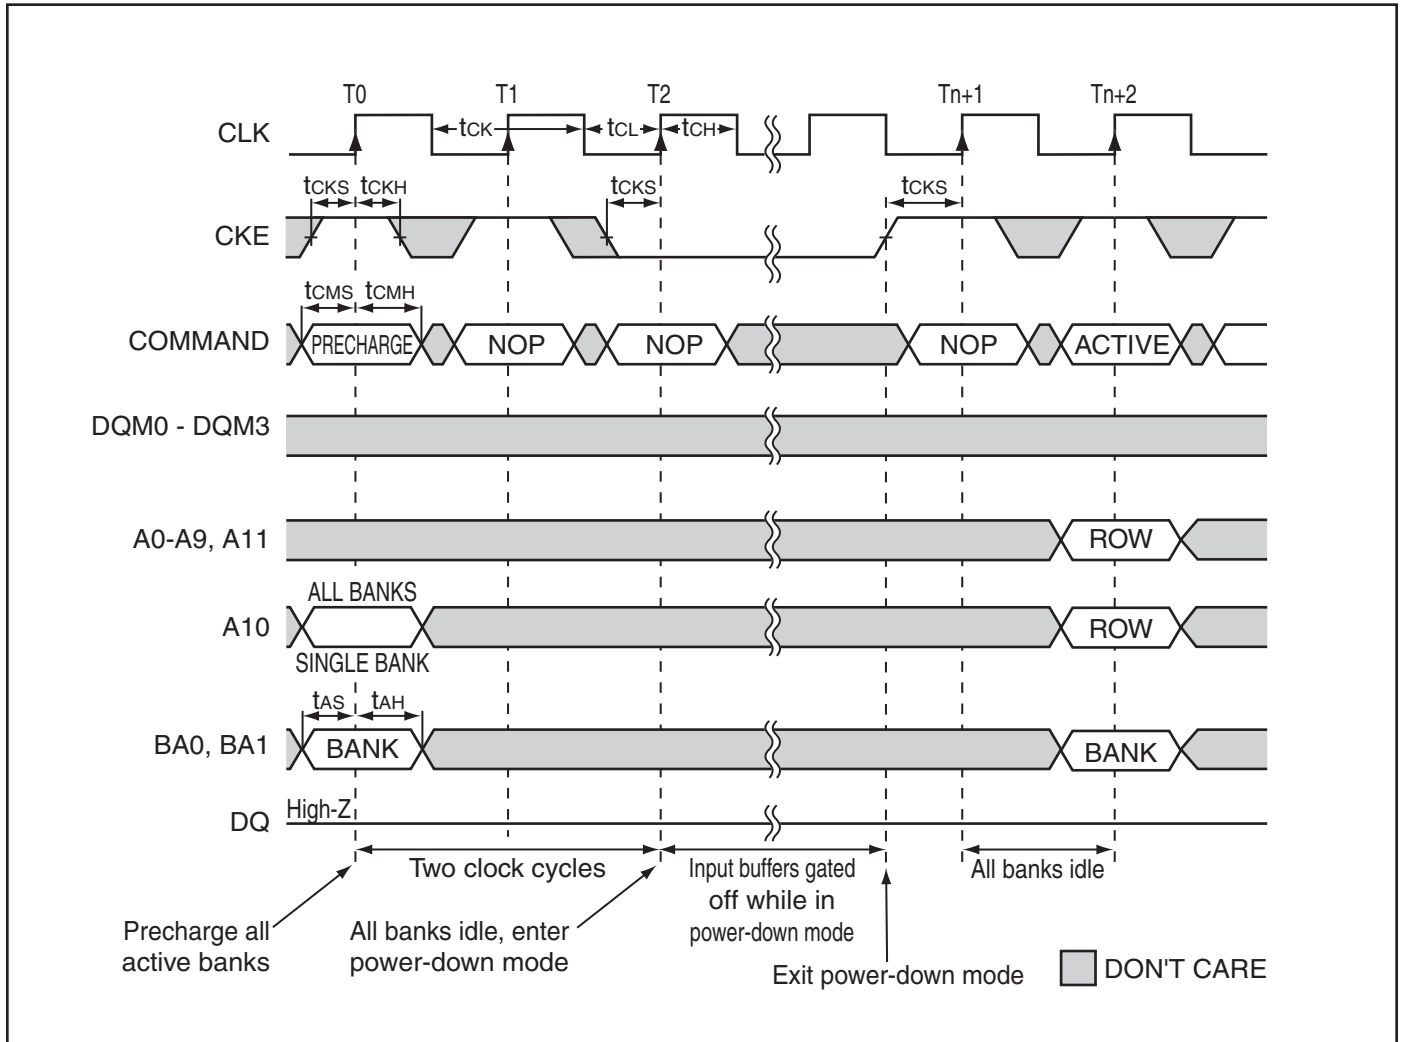 T0 T1 T2 Tn+1 Tn+2
CLK tCK tCL tCH
tCKS tCKH tCKS tCKS
CKE
tCMS tCMH
COMMAND PRECHARGE NOP NOP NOP ACTIVE
DQM0 - DQM3
A0-A9, A11 ROW
ALL BANKS
A10 ROW
SINGLE BANK
tAS tAH
BA0, BA1 BANK BANK
High-Z
DQ
Two clock cycles
Input buffers gated
off while in
power-down mode
All banks idle
Precharge all
active banks
All banks idle, enter
power-down mode
Exit power-down mode
DON'T CARE